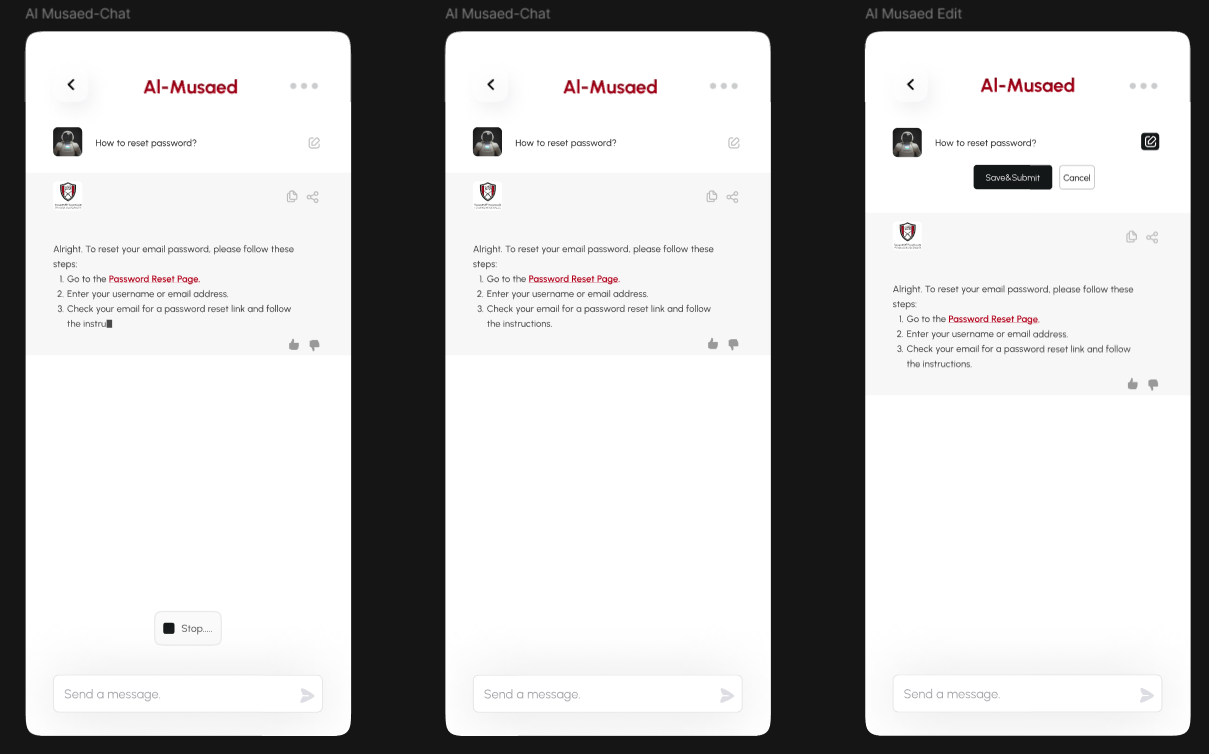 AI Musaed-Chat
Al-Musaed
How to reset password?
Alright. To reset your email password, please follow these
steps:
1. Go to the Password Reset Page.
2. Enter your username or email address.
3. Check your email for a password reset link and follow
the instru
Stop.....
Send a message.
AI Musaed-Chat
Al-Musaed
How to reset password?
Alright. To reset your email password, please follow these
steps:
1. Go to the Password Reset Page.
2. Enter your username or email address.
3. Check your email for a password reset link and follow
the instructions.
Send a message.
AI Musaed Edit
Al-Musaed
How to reset password?
Save&Submit
Cancel
Alright. To reset your email password, please follow these
steps:
1. Go to the Password Reset Page.
2. Enter your username or email address.
3. Check your email for a password reset link and follow
the instructions.
Send a message.